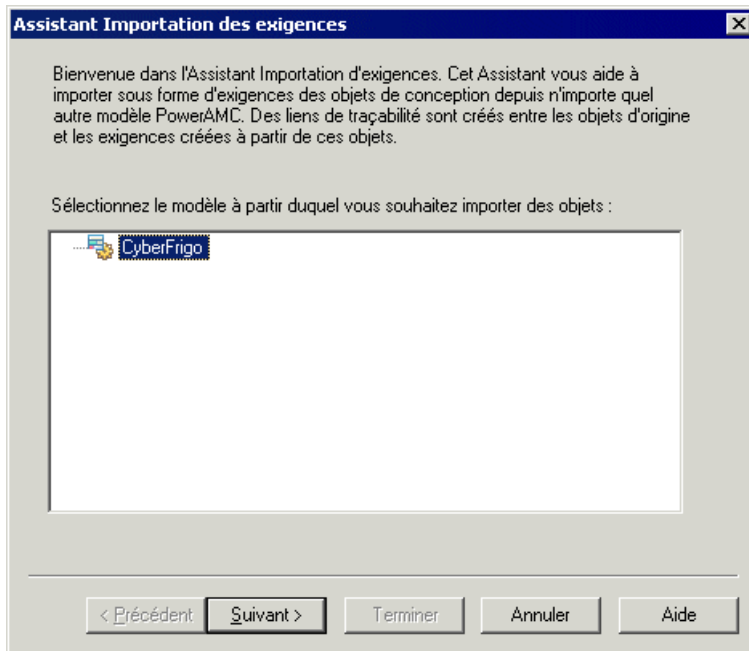 Assistant Importation des exigences
Bienvenue dans l'Assistant Importation d'exigences. Cet Assistant vous aide à
importer sous forme d'exigences des objets de conception depuis n'importe quel
autre modèle PowerAMC. Des liens de traçabilité sont créés entre les objets d'origine
et les exigences créées à partir de ces objets.
Sélectionnez le modèle à partir duquel vous souhaitez importer des objets :
CyberFrigo
< Précédent Suivant > Terminer Annuler Aide